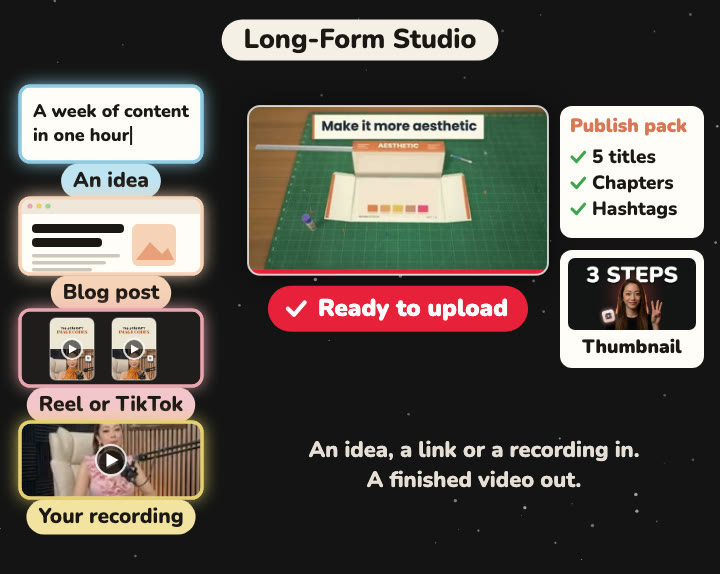 Long-Form Studio
A week of content
in one hour
An idea
Blog post
Reel or TikTok
Your recording
Make it more aesthetic
AESTHETIC
Ready to upload
Publish pack
5 titles
Chapters
Hashtags
3 STEPS
Thumbnail
An idea, a link or a recording in.
A finished video out.